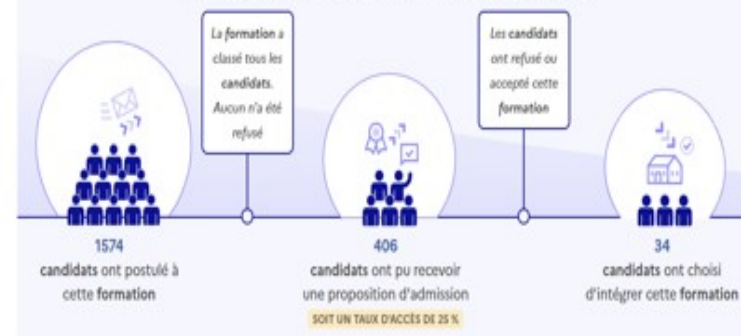 La formation a
classé tous les
candidats.
Aucun n'a été
refusé
Les candidats
ont refusé ou
accepté cette
formation
1574
candidats ont postulé à
cette formation
406
candidats ont pu recevoir
une proposition d'admission
SOIT UN TAUX D'ACCÈS DE 25 %
34
candidats ont choisi
d'intégrer cette formation